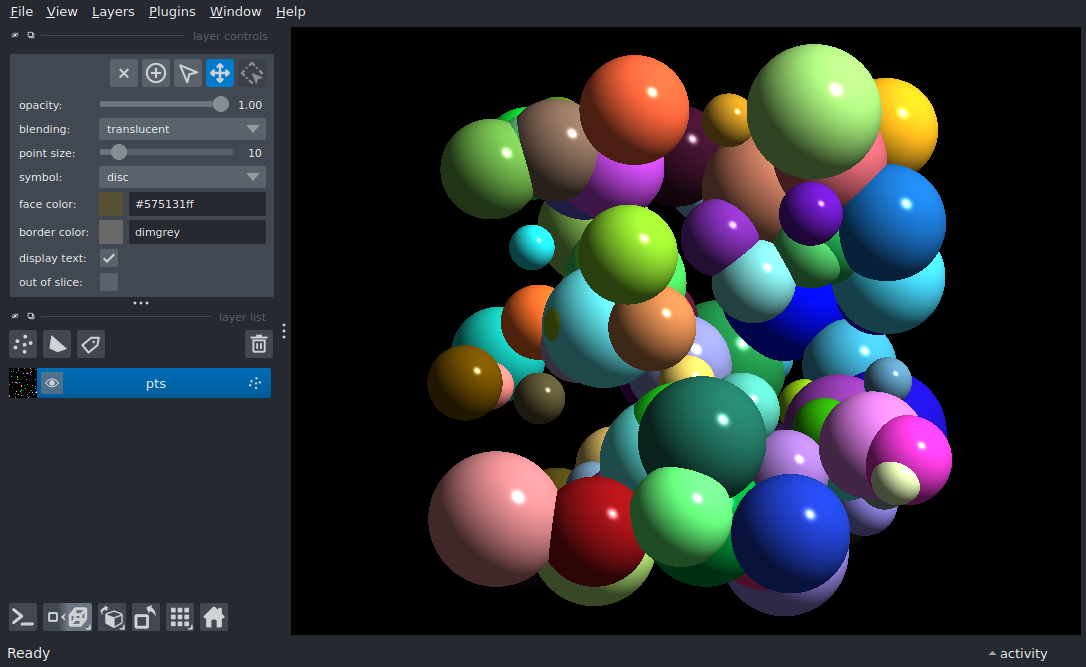 File View Layers Plugins Window Help
layer controls
opacity: 1.00
blending: translucent
point size: 10
symbol: disc
face color: #575131ff
border color: dimgrey
display text:
out of slice:
layer list
pts
Ready
activity